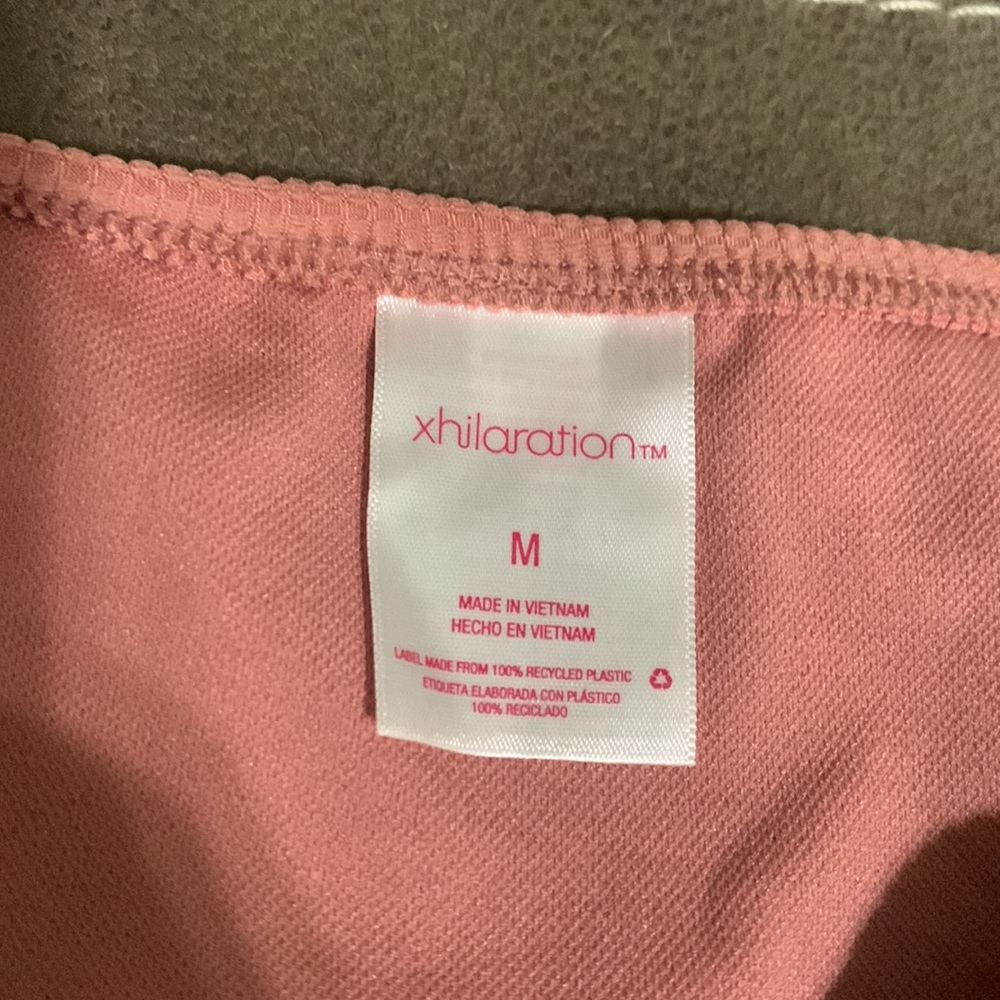 xhilaration™
M
MADE IN VIETNAM
HECHO EN VIETNAM
LABEL MADE FROM 100% RECYCLED PLASTIC
ETIQUETA ELABORADA CON PLÁSTICO
100% RECICLADO